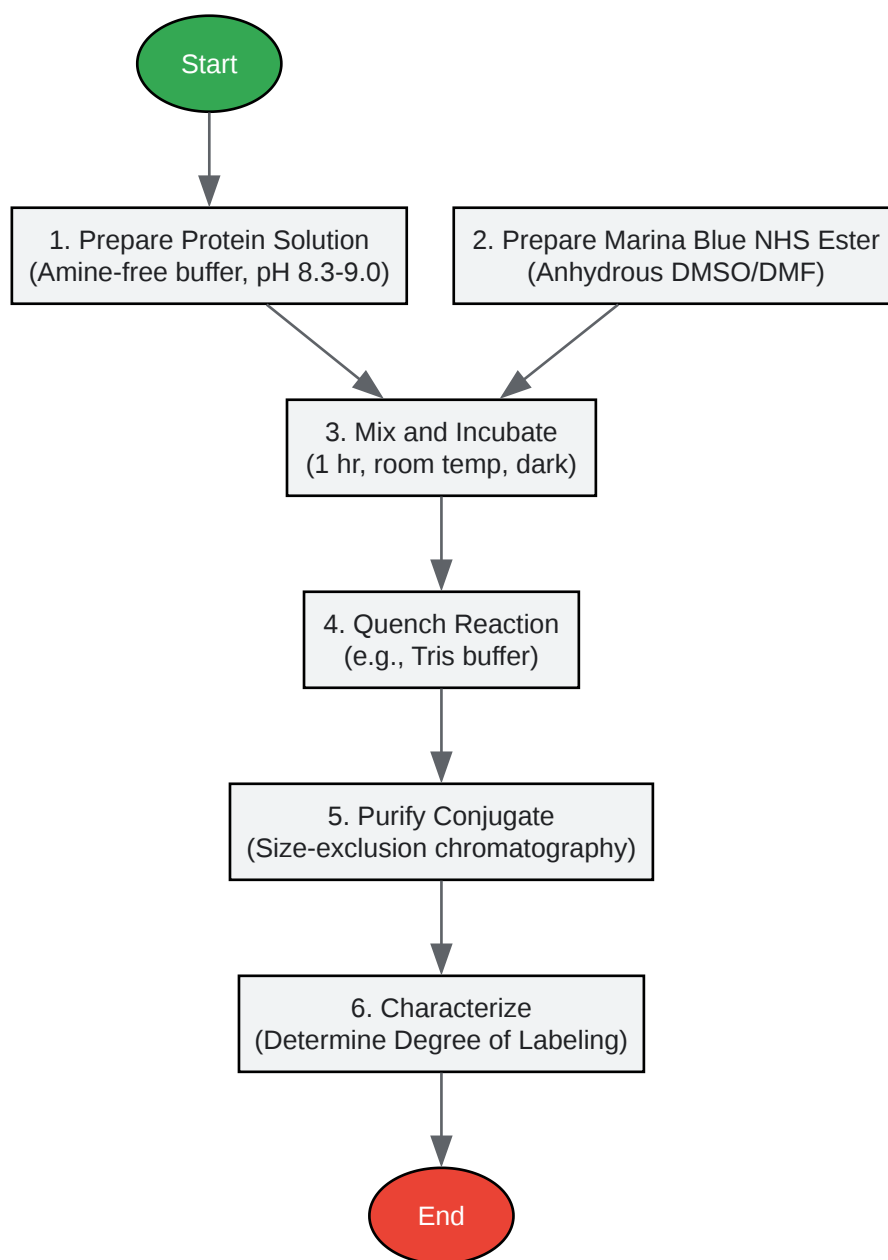 Start
1. Prepare Protein Solution
(Amine-free buffer, pH 8.3-9.0)
2. Prepare Marina Blue NHS Ester
(Anhydrous DMSO/DMF)
3. Mix and Incubate
(1 hr, room temp, dark)
4. Quench Reaction
(e.g., Tris buffer)
5. Purify Conjugate
(Size-exclusion chromatography)
6. Characterize
(Determine Degree of Labeling)
End